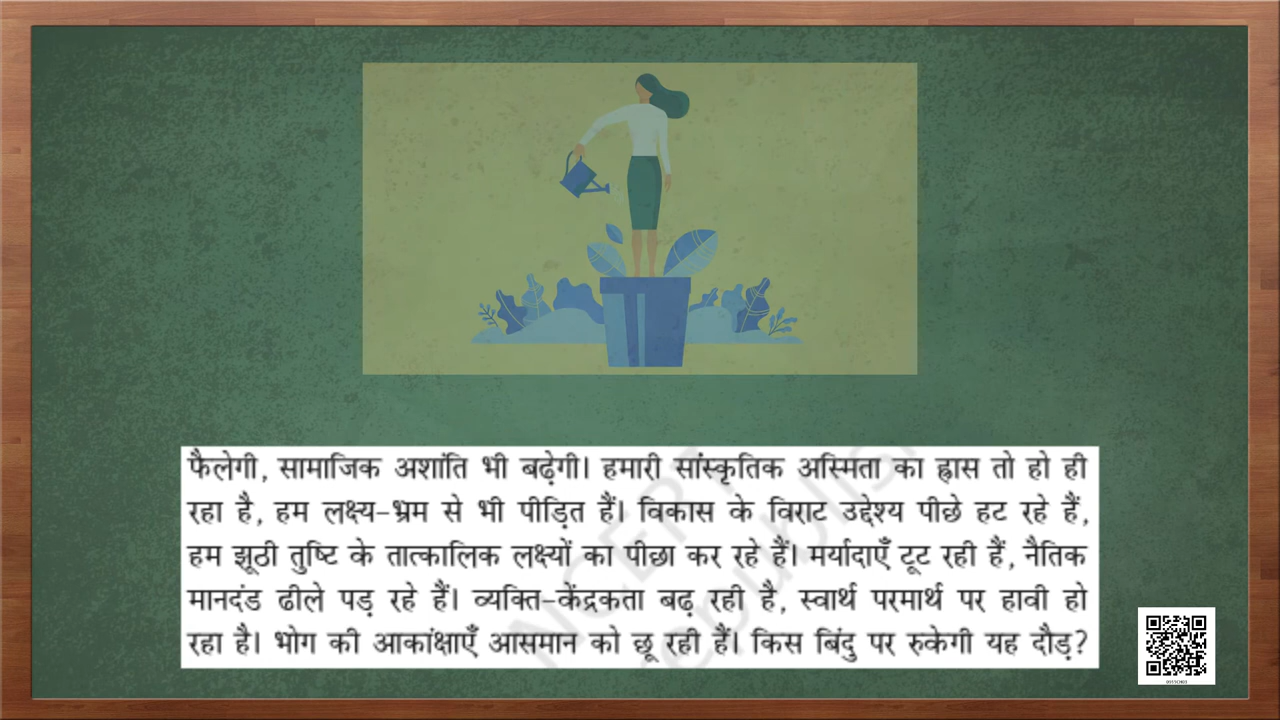 फैलेगी, सामाजिक अशांति भी बढ़ेगी। हमारी सांस्कृतिक अस्मिता का ह्रास तो हो ही
रहा है, हम लक्ष्य-भ्रम से भी पीड़ित हैं। विकास के विराट उद्देश्य पीछे हट रहे हैं,
हम झूठी तुष्टि के तात्कालिक लक्ष्यों का पीछा कर रहे हैं। मर्यादाएँ टूट रही हैं, नैतिक
मानदंड ढीले पड़ रहे हैं। व्यक्ति-केंद्रकता बढ़ रही है, स्वार्थ परमार्थ पर हावी हो
रहा है। भोग की आकांक्षाएँ आसमान को छू रही हैं। किस बिंदु पर रुकेगी यह दौड़?